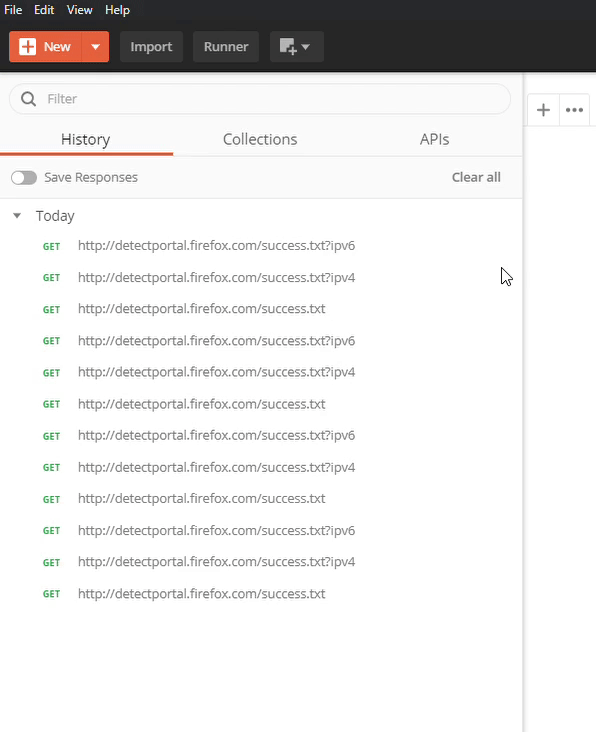 File Edit View Help
New Import Runner
Filter
History Collections APIs
Save Responses Clear all
Today
GET http://detectportal.firefox.com/success.txt?ipv6
GET http://detectportal.firefox.com/success.txt?ipv4
GET http://detectportal.firefox.com/success.txt
GET http://detectportal.firefox.com/success.txt?ipv6
GET http://detectportal.firefox.com/success.txt?ipv4
GET http://detectportal.firefox.com/success.txt
GET http://detectportal.firefox.com/success.txt?ipv6
GET http://detectportal.firefox.com/success.txt?ipv4
GET http://detectportal.firefox.com/success.txt
GET http://detectportal.firefox.com/success.txt?ipv6
GET http://detectportal.firefox.com/success.txt?ipv4
GET http://detectportal.firefox.com/success.txt